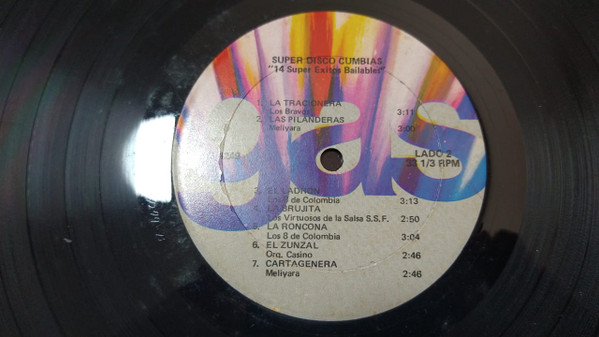 SUPER DISCO CUMBIAS
"14 Super Exitos Bailables"
gas
1. LA TRACIONERA
Los Bravos 3:11
2. LAS PILANDERAS
Meliyara
LADO 2
33 1/3 RPM
3. EL LADRON
Los 8 de Colombia 3:13
4. LA BRUJITA
Los Virtuosos de la Salsa S.S.F. 2:50
5. LA RONCONA
Los 8 de Colombia 3:04
6. EL ZUNZAL
Orq. Casino 2:46
7. CARTAGENERA
Meliyara 2:46